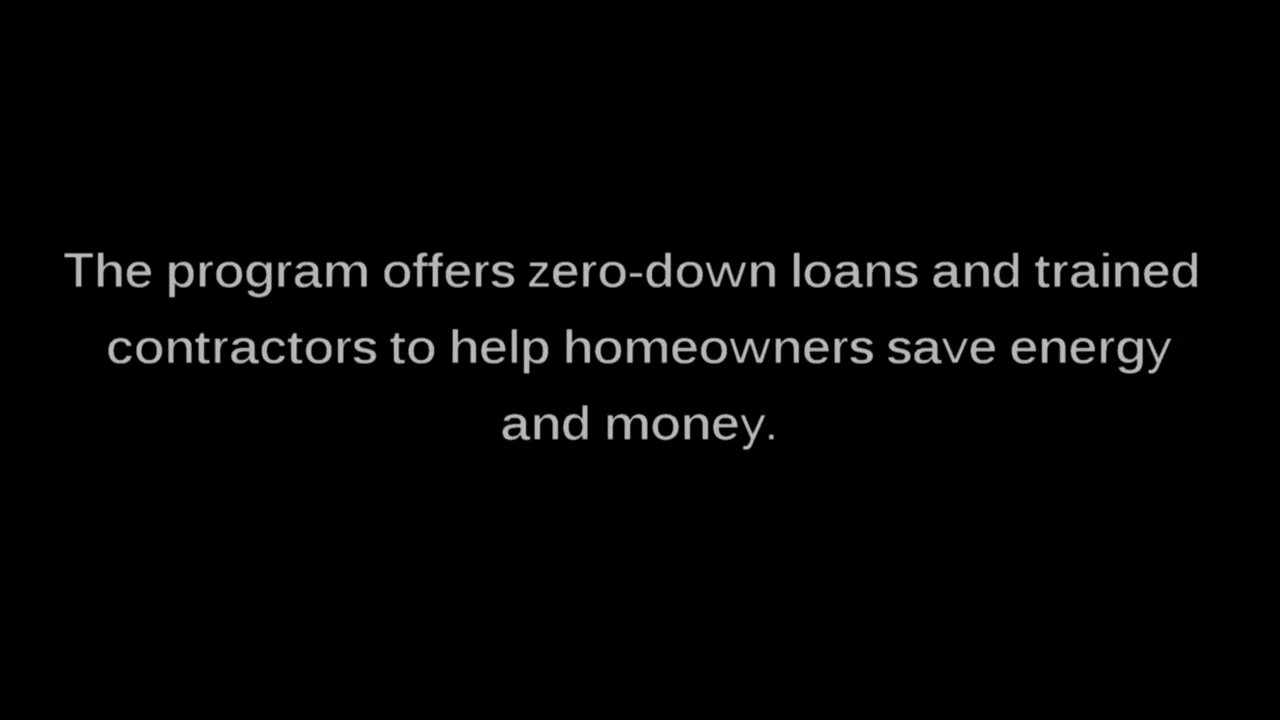 The program offers zero-down loans and trained
contractors to help homeowners save energy
and money.